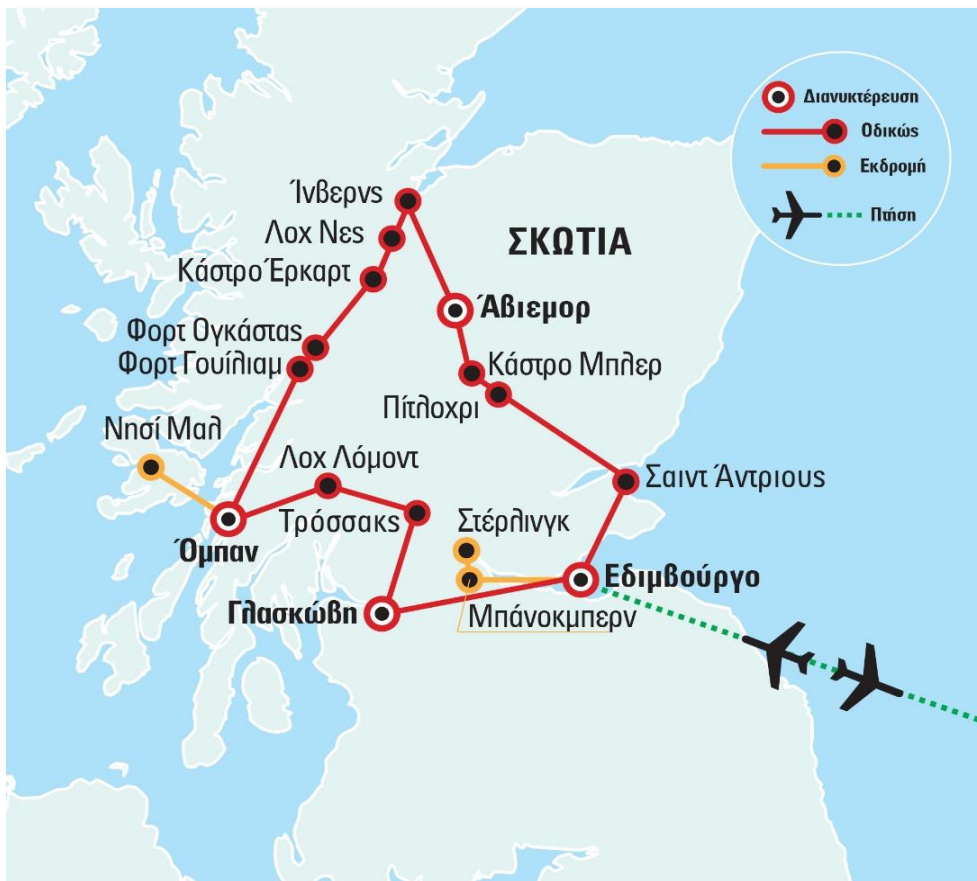 Διανυκτέρευση
Οδικώς
Εκδρομή
Πτήση
Ίνβερνς
Λοχ Νες
ΣΚΩΤΙΑ
Κάστρο Έρκαρτ
Άβιεμορ
Φορτ Ογκάστας
Φορτ Γουίλιαμ
Κάστρο Μπλερ
Πίτλοχρι
Νησί Μαλ
Λοχ Λόμοντ
Σαιντ Άντριους
Τρόσσακς
Στέρλινγκ
Όμπαν
Εδιμβούργο
Γλασκώβη
Μπάνοκμπερν